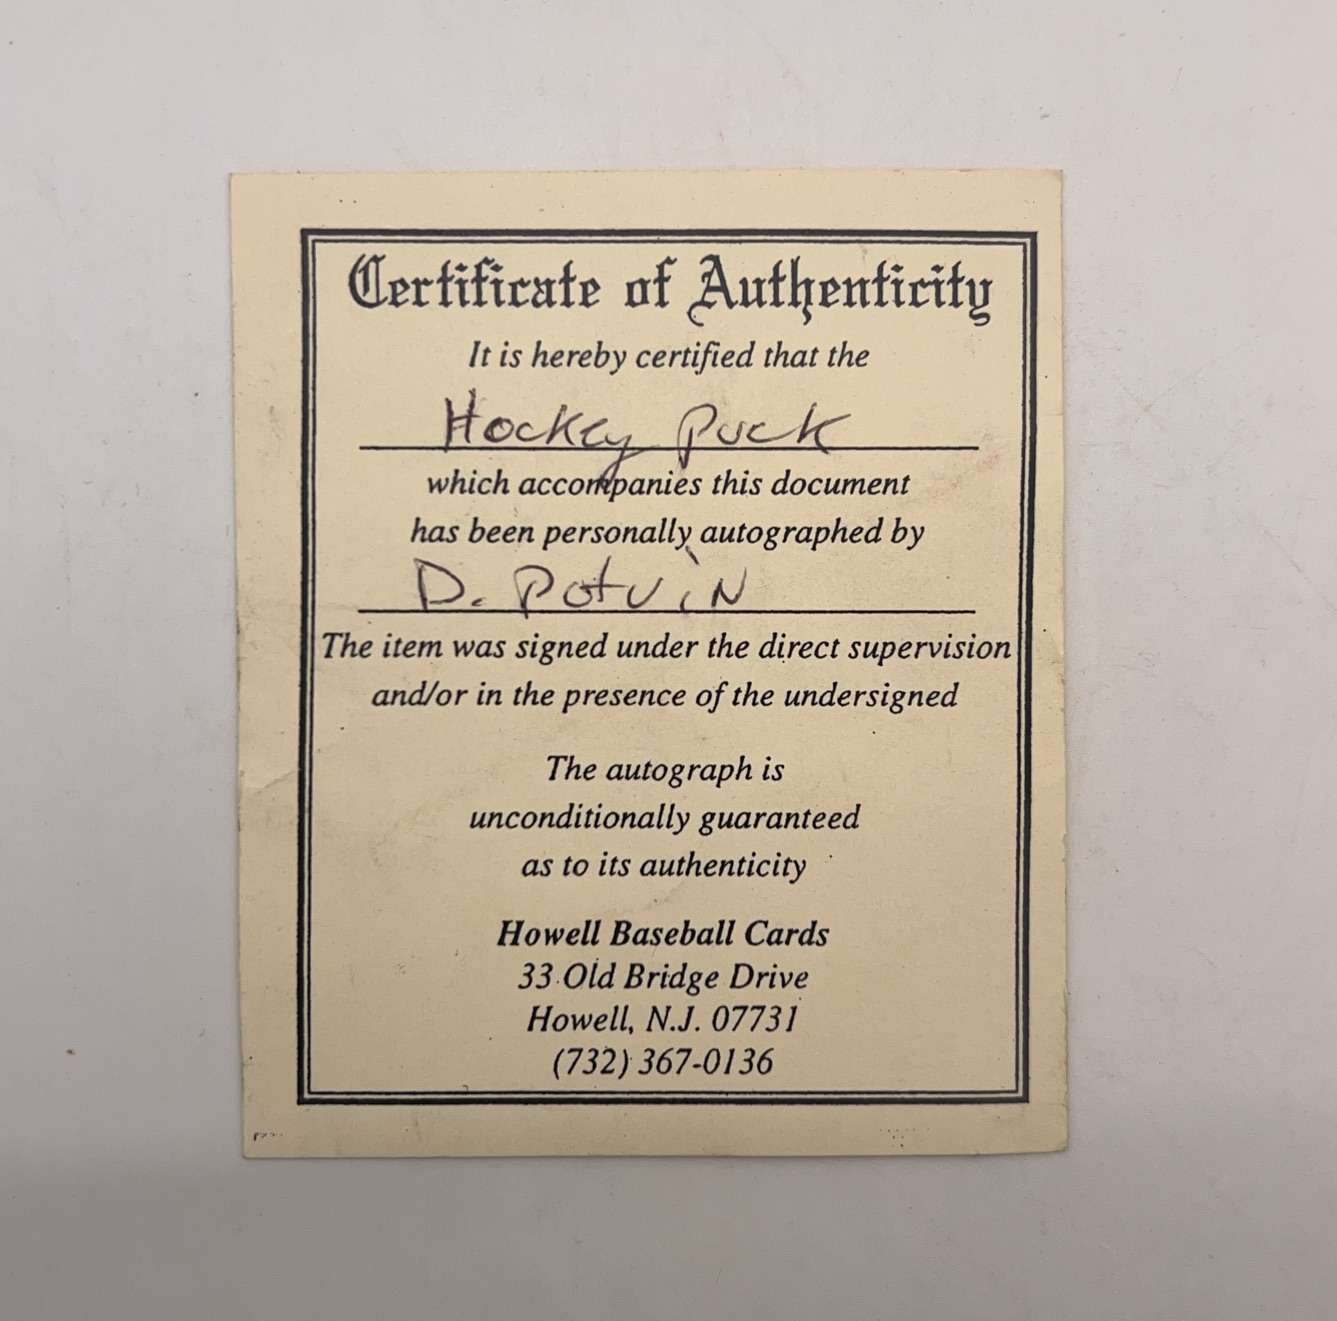 Certificate of Authenticity
It is hereby certified that the
Hockey Puck
which accompanies this document
has been personally autographed by
D. Potvin
The item was signed under the direct supervision
and/or in the presence of the undersigned
The autograph is
unconditionally guaranteed
as to its authenticity
Howell Baseball Cards
33 Old Bridge Drive
Howell, N.J. 07731
(732) 367-0136